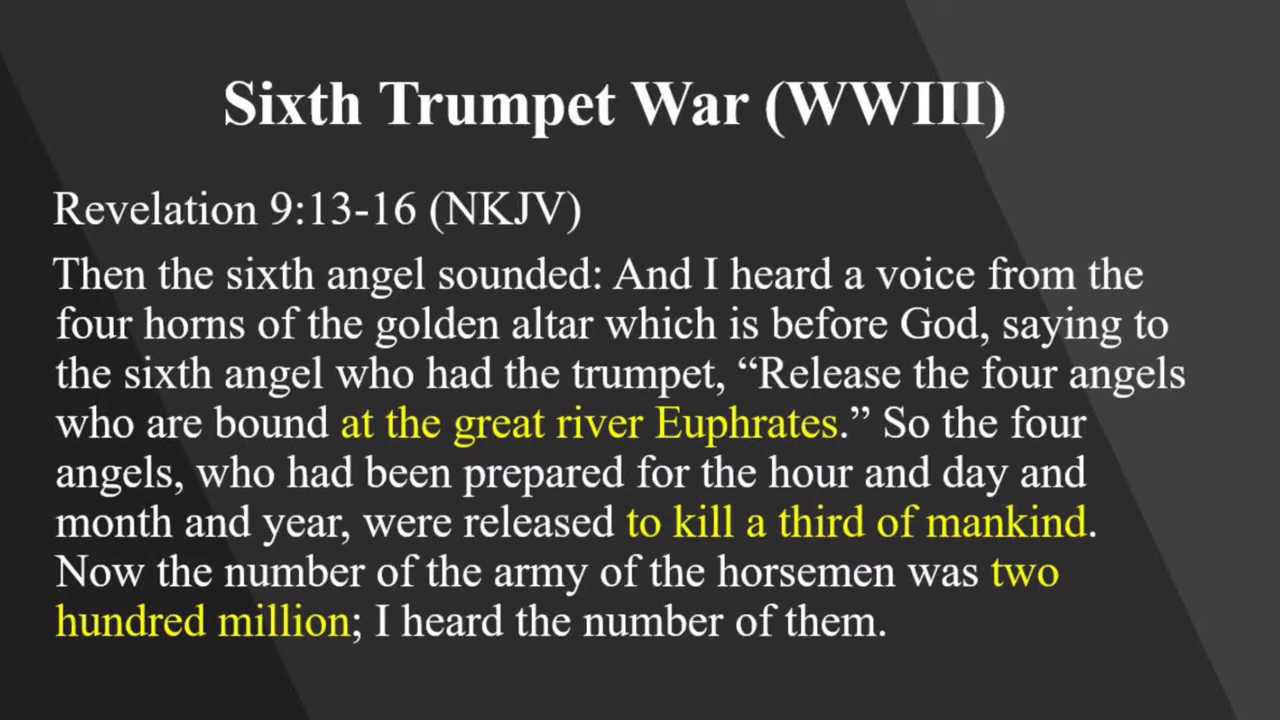 Sixth Trumpet War (WWIII)
Revelation 9:13-16 (NKJV)
Then the sixth angel sounded: And I heard a voice from the
four horns of the golden altar which is before God, saying to
the sixth angel who had the trumpet, “Release the four angels
who are bound at the great river Euphrates.” So the four
angels, who had been prepared for the hour and day and
month and year, were released to kill a third of mankind.
Now the number of the army of the horsemen was two
hundred million; I heard the number of them.